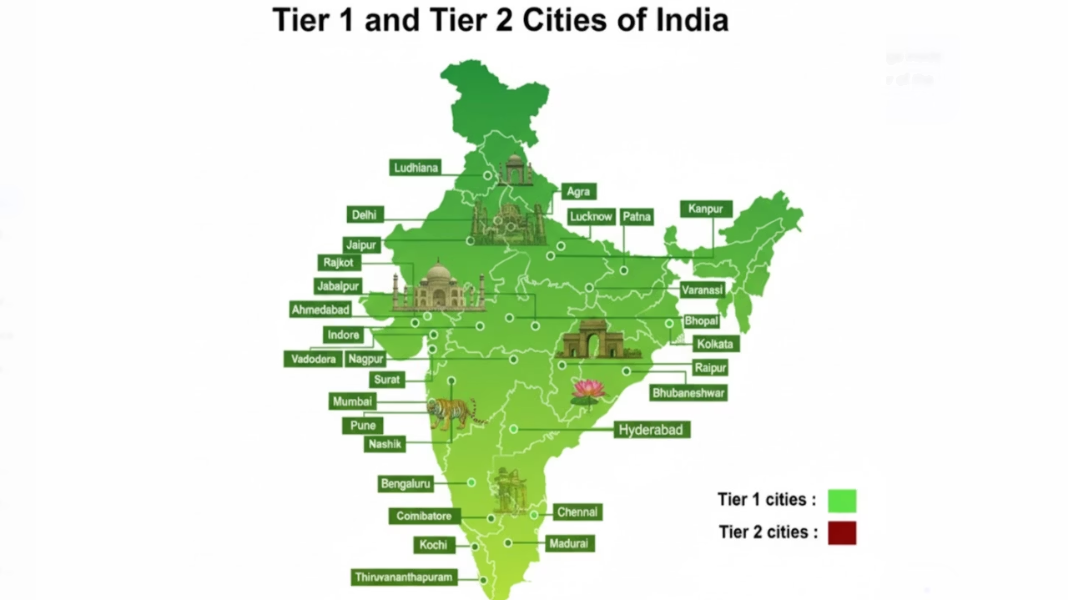 Tier 1 and Tier 2 Cities of India
Ludhiana
Agra
Delhi
Lucknow
Patna
Kanpur
Jaipur
Rajkot
Jabalpur
Varanasi
Ahmedabad
Bhopal
Indore
Kolkata
Vadodara
Nagpur
Raipur
Surat
Bhubaneshwar
Mumbai
Pune
Hyderabad
Nashik
Bengaluru
Tier 1 cities :
Comibatore
Chennal
Tier 2 cities :
Kochi
Madurai
Thiruvananthapuram